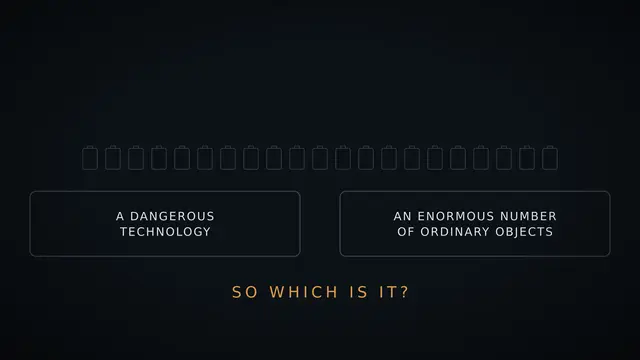 A DANGEROUS
TECHNOLOGY
AN ENORMOUS NUMBER
OF ORDINARY OBJECTS
SO WHICH IS IT?